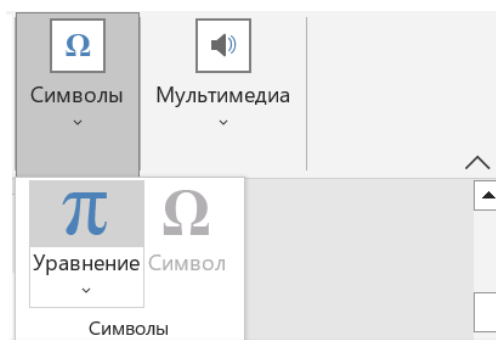 Ω
Символы
Мультимедиа
π
Ω
Уравнение
Символ
Символы